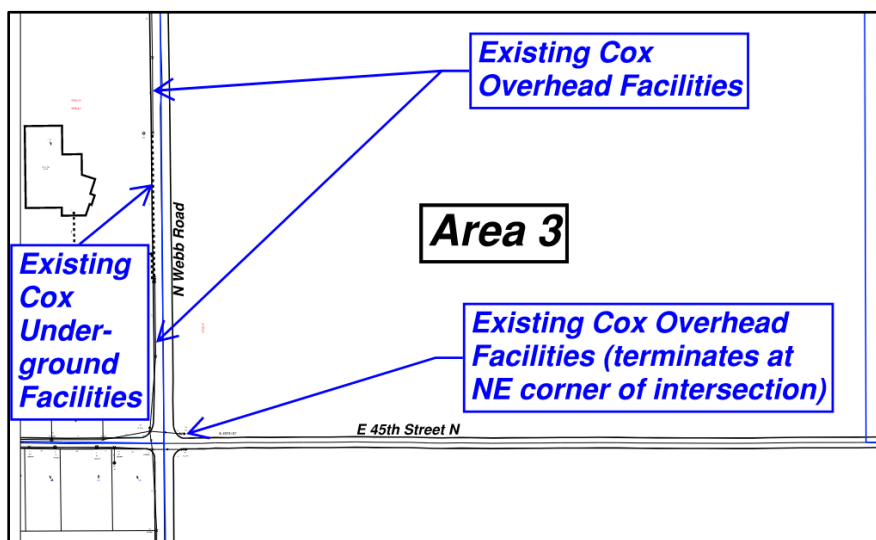 Existing Cox
Overhead Facilities
N Webb Road
Area 3
Existing
Cox
Under-
ground
Facilities
Existing Cox Overhead
Facilities (terminates at
NE corner of intersection)
E 45th Street N